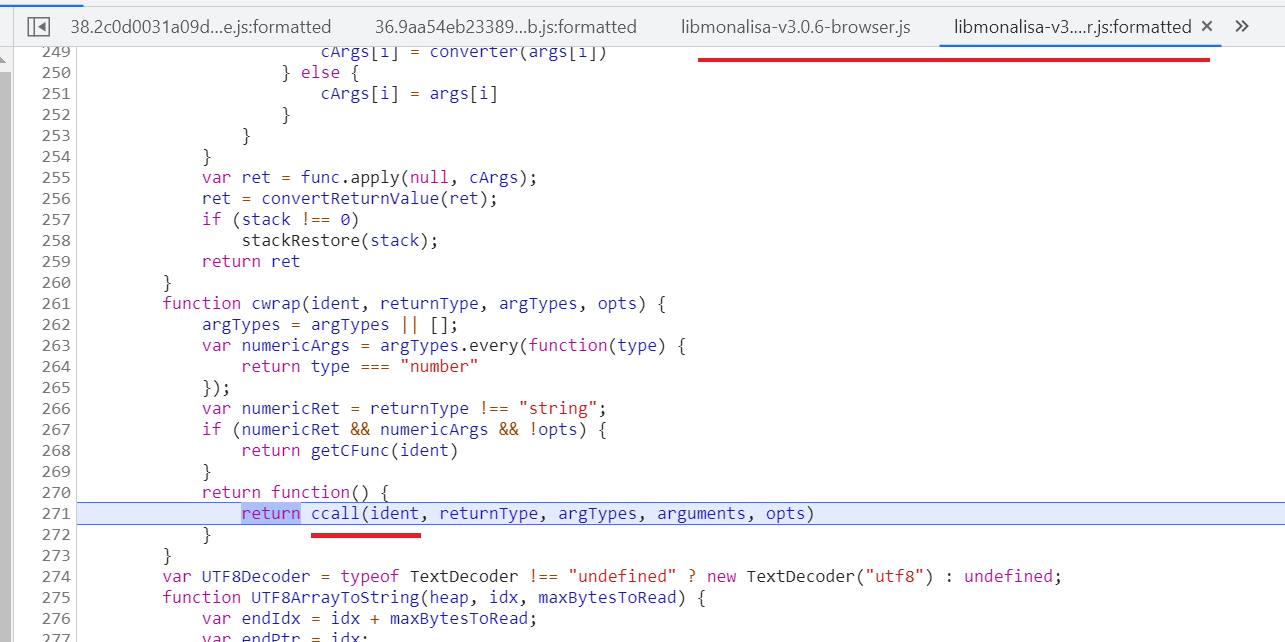 38.2c0d0031a09d…e.js:formatted 36.9aa54eb23389…b.js:formatted libmonalisa-v3.0.6-browser.js libmonalisa-v3.…r.js:formatted × »
249                         cArgs[i] = converter(args[i])
250                     } else {
251                         cArgs[i] = args[i]
252                     }
253                 }
254             }
255             var ret = func.apply(null, cArgs);
256             ret = convertReturnValue(ret);
257             if (stack !== 0)
258                 stackRestore(stack);
259             return ret
260         }
261         function cwrap(ident, returnType, argTypes, opts) {
262             argTypes = argTypes || [];
263             var numericArgs = argTypes.every(function(type) {
264                 return type === "number"
265             });
266             var numericRet = returnType !== "string";
267             if (numericRet && numericArgs && !opts) {
268                 return getCFunc(ident)
269             }
270             return function() {
271                 return ccall(ident, returnType, argTypes, arguments, opts)
272             }
273         }
274         var UTF8Decoder = typeof TextDecoder !== "undefined" ? new TextDecoder("utf8") : undefined;
275         function UTF8ArrayToString(heap, idx, maxBytesToRead) {
276             var endIdx = idx + maxBytesToRead;
277             var endPtr = idx;